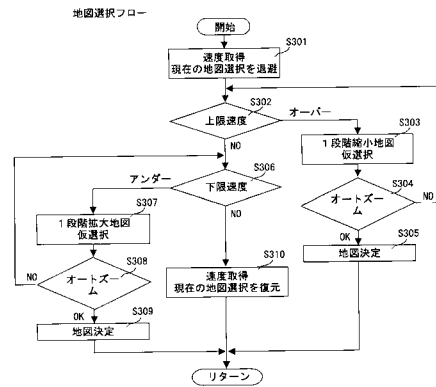 地図選択フロー
開始
S301
速度取得
現在の地図選択を退避
S302
上限速度
オーバー
S303
1段階縮小地図
仮選択
NO
S306
アンダー
下限速度
S304
オートズー
ム
NO
S307
1段階拡大地図
仮選択
NO
OK
S305
地図決定
S308
オートズー
ム
NO
S310
速度取得
現在の地図選択を復元
OK
S309
地図決定
リターン